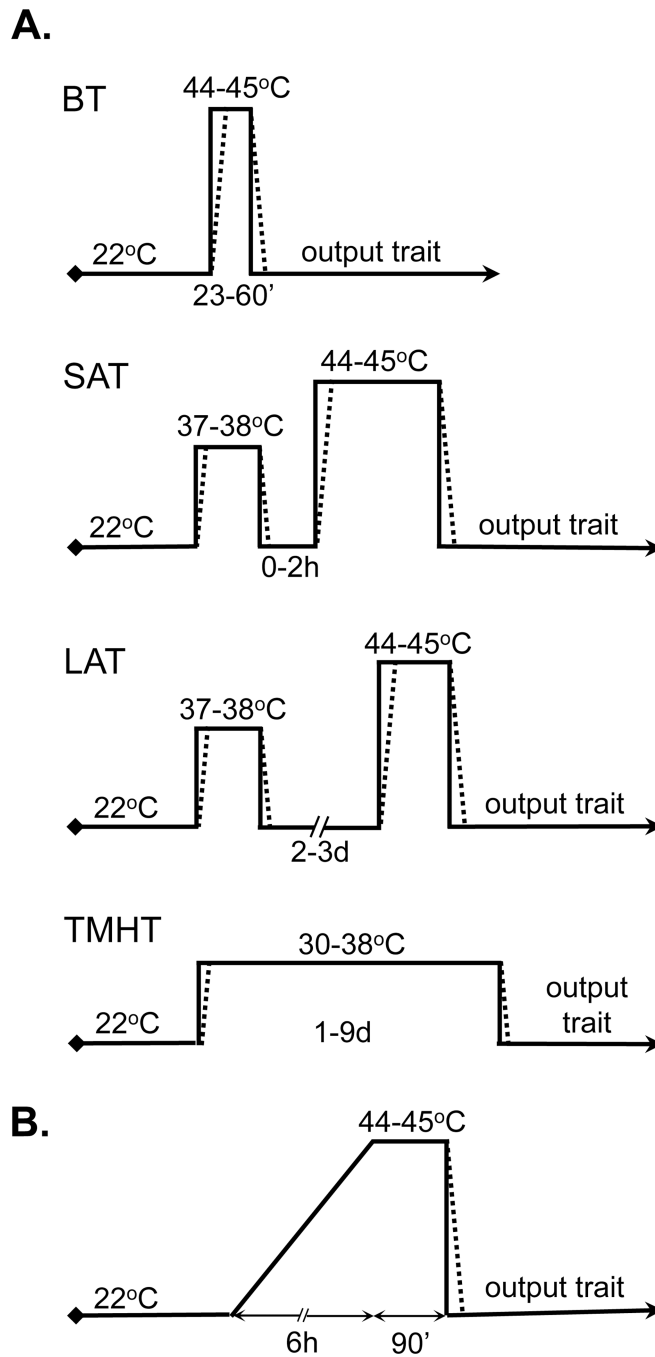 A.
44-45°C
BT
22°C
output trait
23-60’
SAT
44-45°C
37-38°C
22°C
output trait
0-2h
LAT
44-45°C
37-38°C
22°C
output trait
2-3d
TMHT
30-38°C
22°C
1-9d
output
trait
B.
44-45°C
22°C
output trait
6h
90’